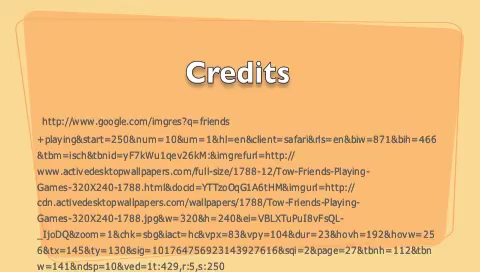 Credits
http://www.google.com/imgres?q=friends
+playing&start=250&num=10&um=1&hl=en&client=safari&rls=en&biw=871&bih=466
&tbm=isch&tbnid=yF7kWu1qev26kM:&imgrefurl=http://
www.activedesktopwallpapers.com/full-size/1788-12/Tow-Friends-Playing-
Games-320X240-1788.html&docid=YTTzoOqG1A6tHM&imgurl=http://
cdn.activedesktopwallpapers.com/wallpapers/1788/Tow-Friends-Playing-
Games-320X240-1788.jpg&w=320&h=240&ei=VBLXTuPuI8vFsQL-
_IjoDQ&zoom=1&chk=sbg&iact=hc&vpx=83&vpy=104&dur=23&hovh=192&hovw=25
6&tx=145&ty=130&sig=101764756923143927616&sqi=2&page=27&tbnh=112&tbn
w=141&ndsp=10&ved=1t:429,r:5,s:250